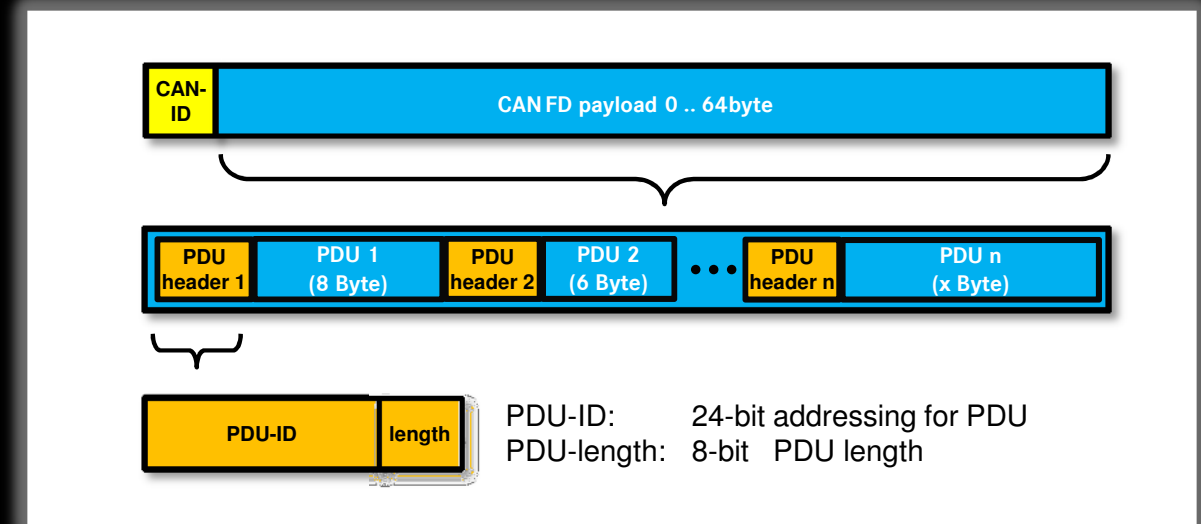 CAN-
ID
CAN FD payload 0 .. 64byte
PDU
header 1
PDU 1
(8 Byte)
PDU
header 2
PDU 2
(6 Byte)
•••
PDU
header n
PDU n
(x Byte)
PDU-ID
length
PDU-ID: 24-bit addressing for PDU
PDU-length: 8-bit PDU length